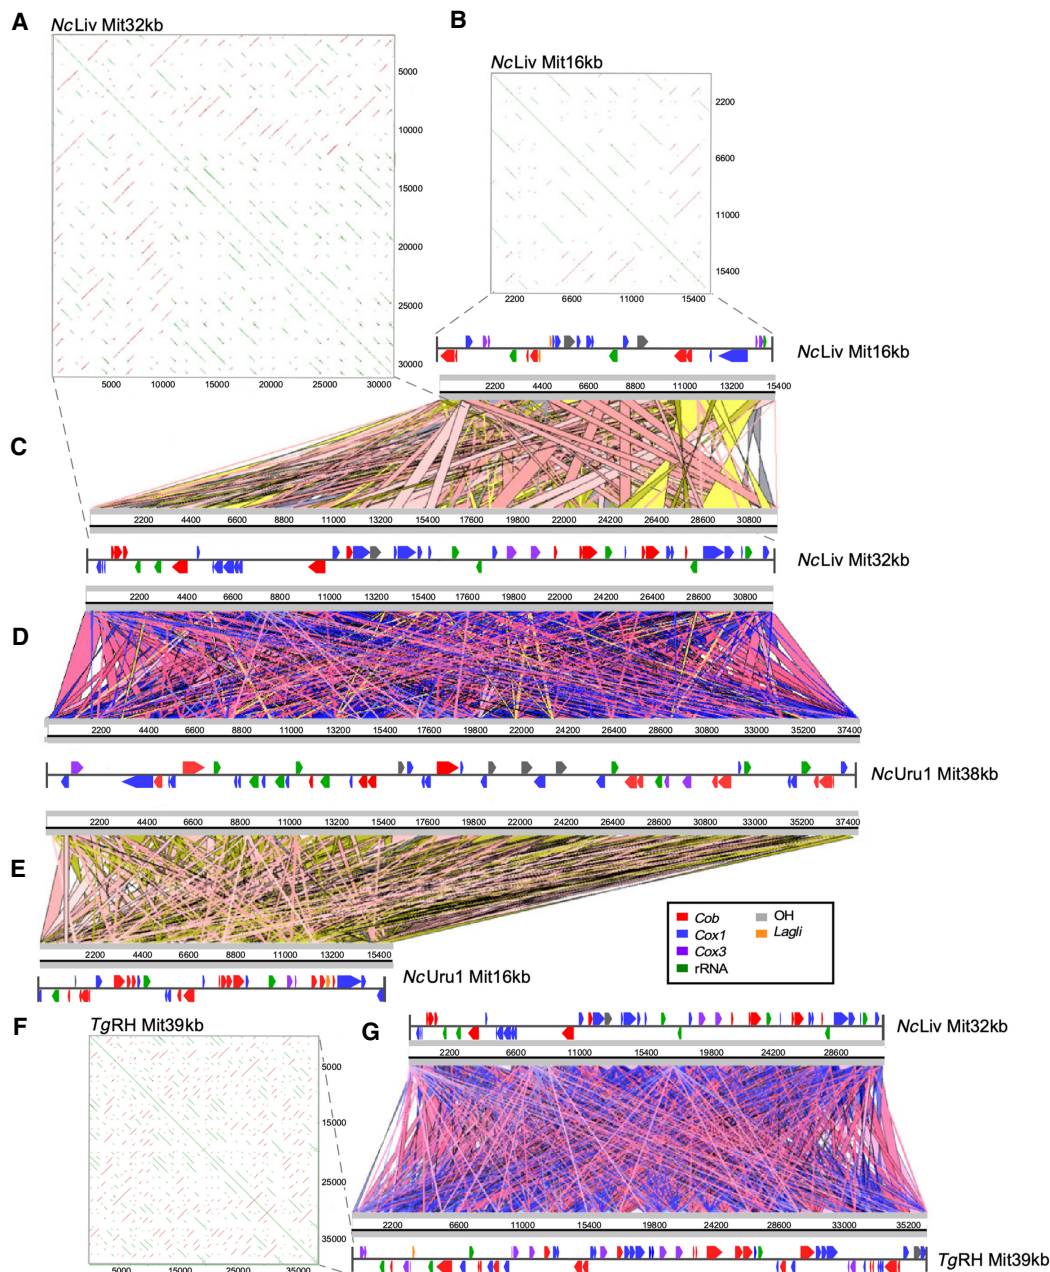 A
NcLiv Mit32kb
5000
10000
15000
20000
25000
30000
5000 10000 15000 20000 25000 30000
B
NcLiv Mit16kb
2200
6600
11000
15400
2200 6600 11000 15400
NcLiv Mit16kb
2200 4400 6600 8800 11000 13200 15400
C
2200 4400 6600 8800 11000 13200 15400 17600 19800 22000 24200 26400 28600 30800
NcLiv Mit32kb
2200 4400 6600 8800 11000 13200 15400 17600 19800 22000 24200 26400 28600 30800
D
2200 4400 6600 8800 11000 13200 15400 17600 19800 22000 24200 26400 28600 30800 33000 35200 37400
NcUru1 Mit38kb
2200 4400 6600 8800 11000 13200 15400 17600 19800 22000 24200 26400 28600 30800 33000 35200 37400
E
2200 4400 6600 8800 11000 13200 15400
NcUru1 Mit16kb
Cob
Cox1
Cox3
rRNA
OH
Lagli
F
TgRH Mit39kb
5000
15000
25000
35000
5000 15000 25000 35000
G
NcLiv Mit32kb
2200 6600 11000 15400 19800 24200 28600
2200 6600 11000 15400 19800 24200 28600 33000 35200
TgRH Mit39kb